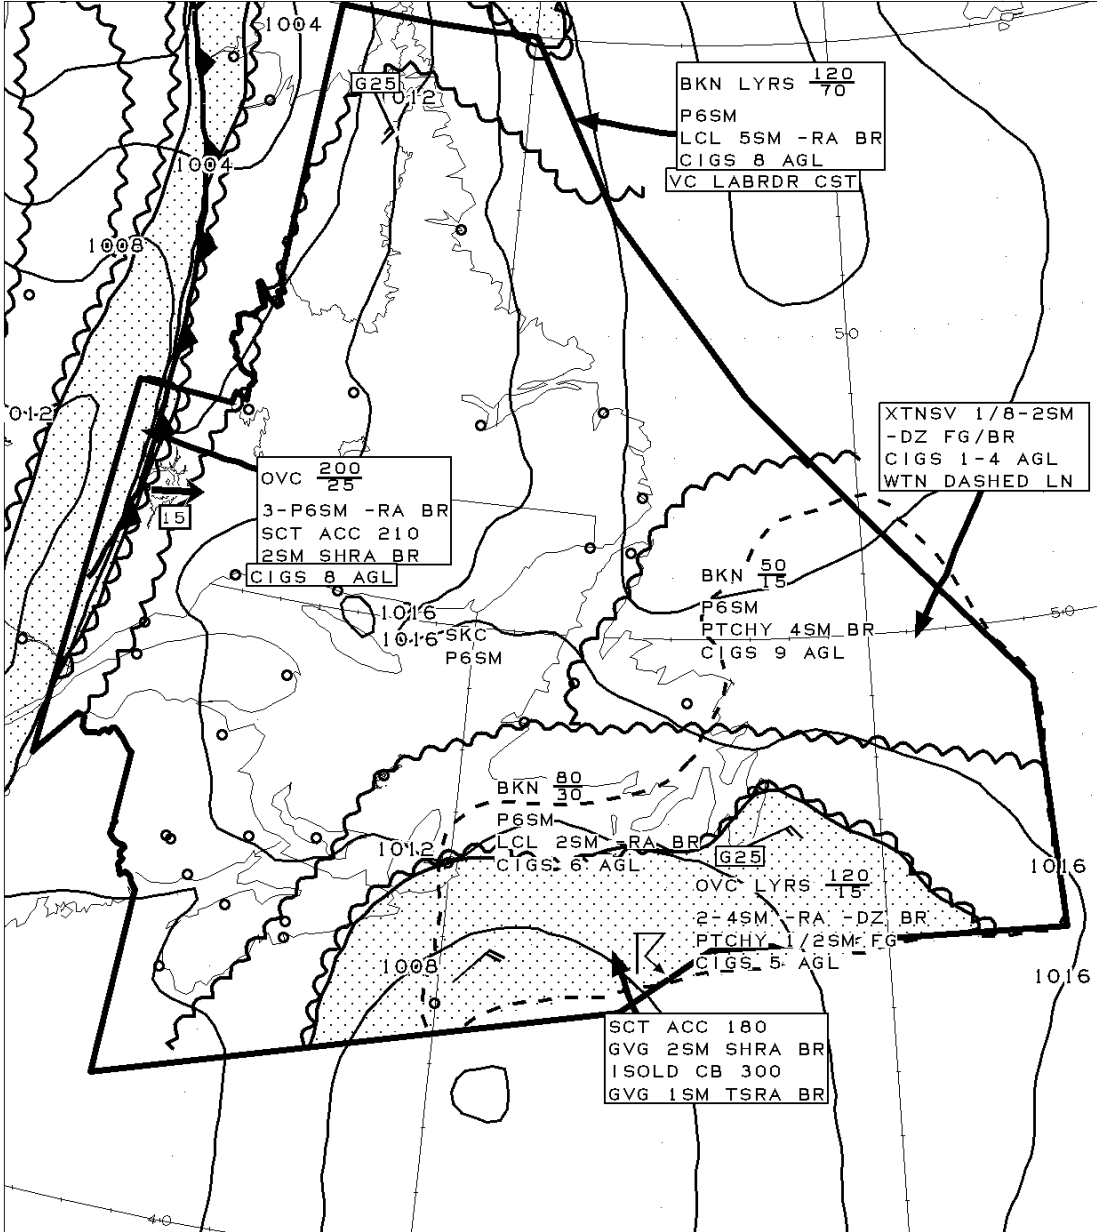 1004
G25
1012
BKN LYRS 120
70
P6SM
LCL 5SM -RA BR
CIGS 8 AGL
VC LABRDR CST
1004
1008
50
1012
XTNSV 1/8-2SM
-DZ FG/BR
CIGS 1-4 AGL
WTN DASHED LN
OVC 200
25
3-P6SM -RA BR
SCT ACC 210
2SM SHRA BR
CIGS 8 AGL
15
BKN 50
15
P6SM
PTCHY 4SM BR
CIGS 9 AGL
50
1016
1016
SKC
P6SM
BKN 80
30
P6SM
LCL 2SM -RA BR
CIGS 6 AGL
1012
G25
OVC LYRS 120
15
2-4SM -RA -DZ BR
PTCHY 1/2SM FG
CIGS 5 AGL
1016
1008
1016
SCT ACC 180
GVG 2SM SHRA BR
ISOLD CB 300
GVG 1SM TSRA BR
40